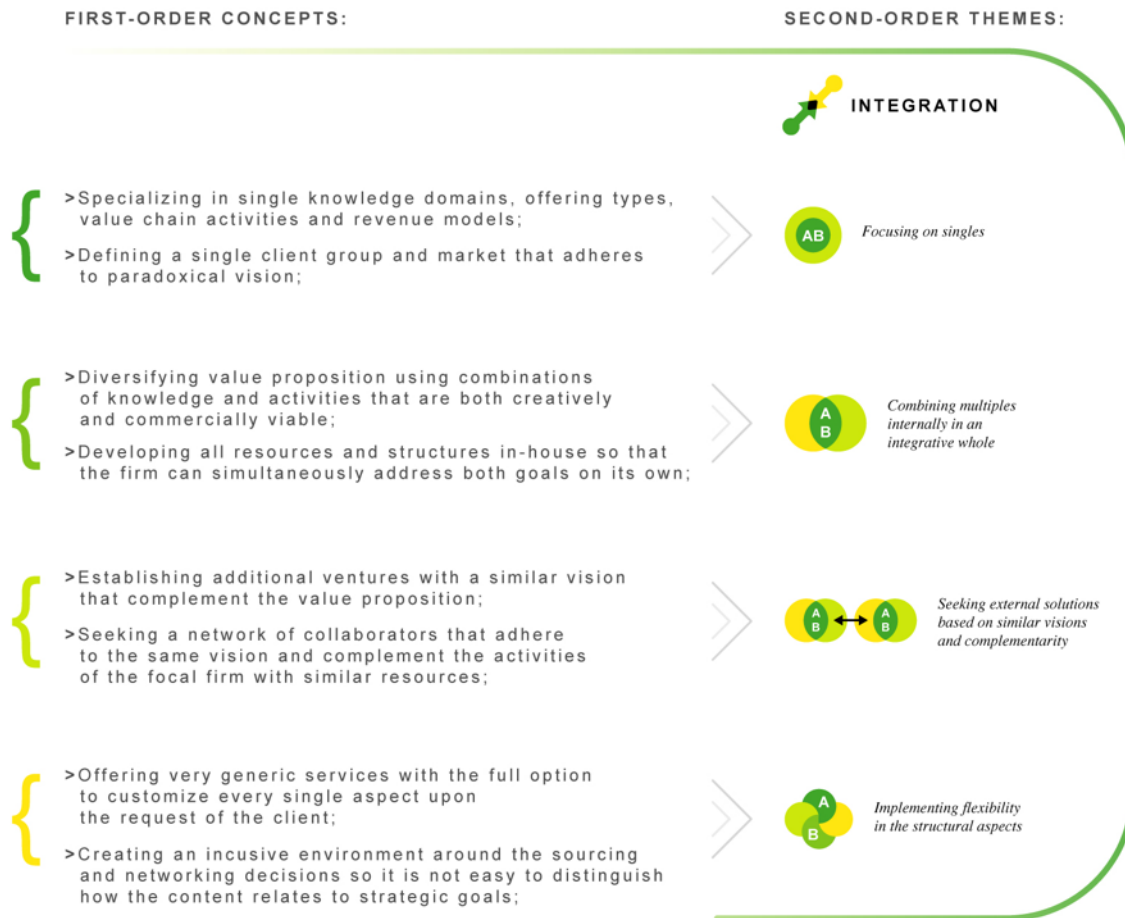 FIRST-ORDER CONCEPTS:
SECOND-ORDER THEMES:
INTEGRATION
>Specializing in single knowledge domains, offering types,
value chain activities and revenue models;
>Defining a single client group and market that adheres
to paradoxical vision;
AB
Focusing on singles
>Diversifying value proposition using combinations
of knowledge and activities that are both creatively
and commercially viable;
>Developing all resources and structures in-house so that
the firm can simultaneously address both goals on its own;
A
B
Combining multiples
internally in an
integrative whole
>Establishing additional ventures with a similar vision
that complement the value proposition;
>Seeking a network of collaborators that adhere
to the same vision and complement the activities
of the focal firm with similar resources;
A
B
A
B
Seeking external solutions
based on similar visions
and complementarity
>Offering very generic services with the full option
to customize every single aspect upon
the request of the client;
>Creating an incusive environment around the sourcing
and networking decisions so it is not easy to distinguish
how the content relates to strategic goals;
A
B
Implementing flexibility
in the structural aspects